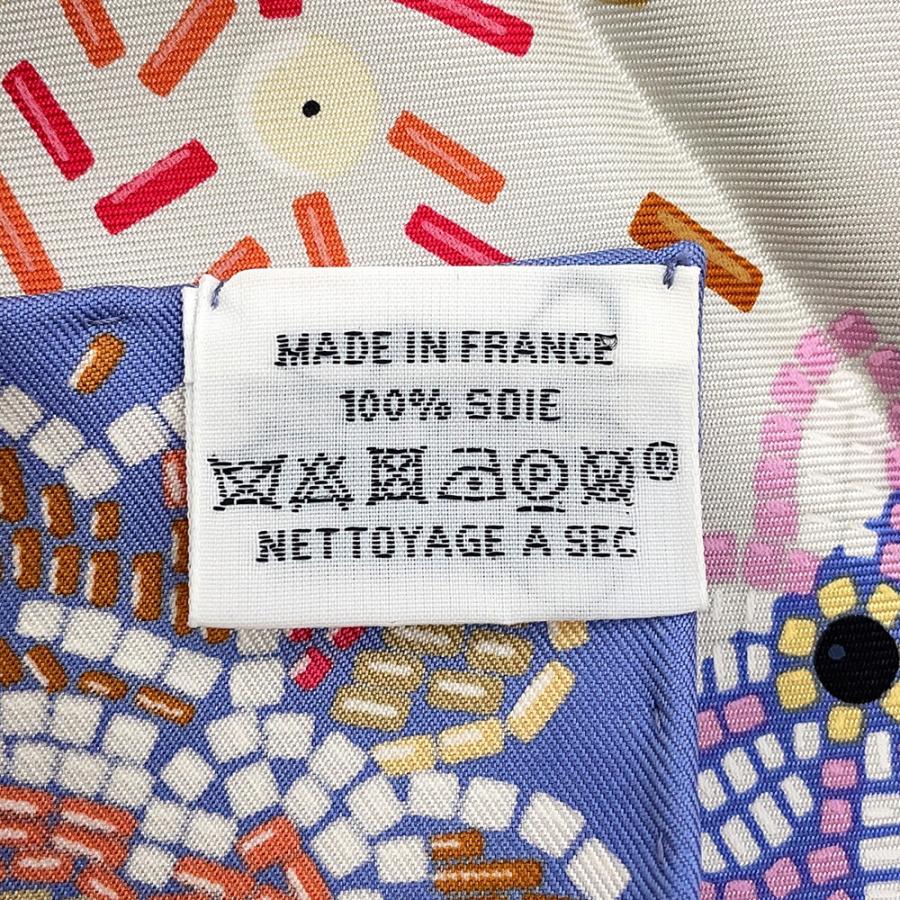 MADE IN FRANCE
100% SOIE
P ®
NETTOYAGE A SEC